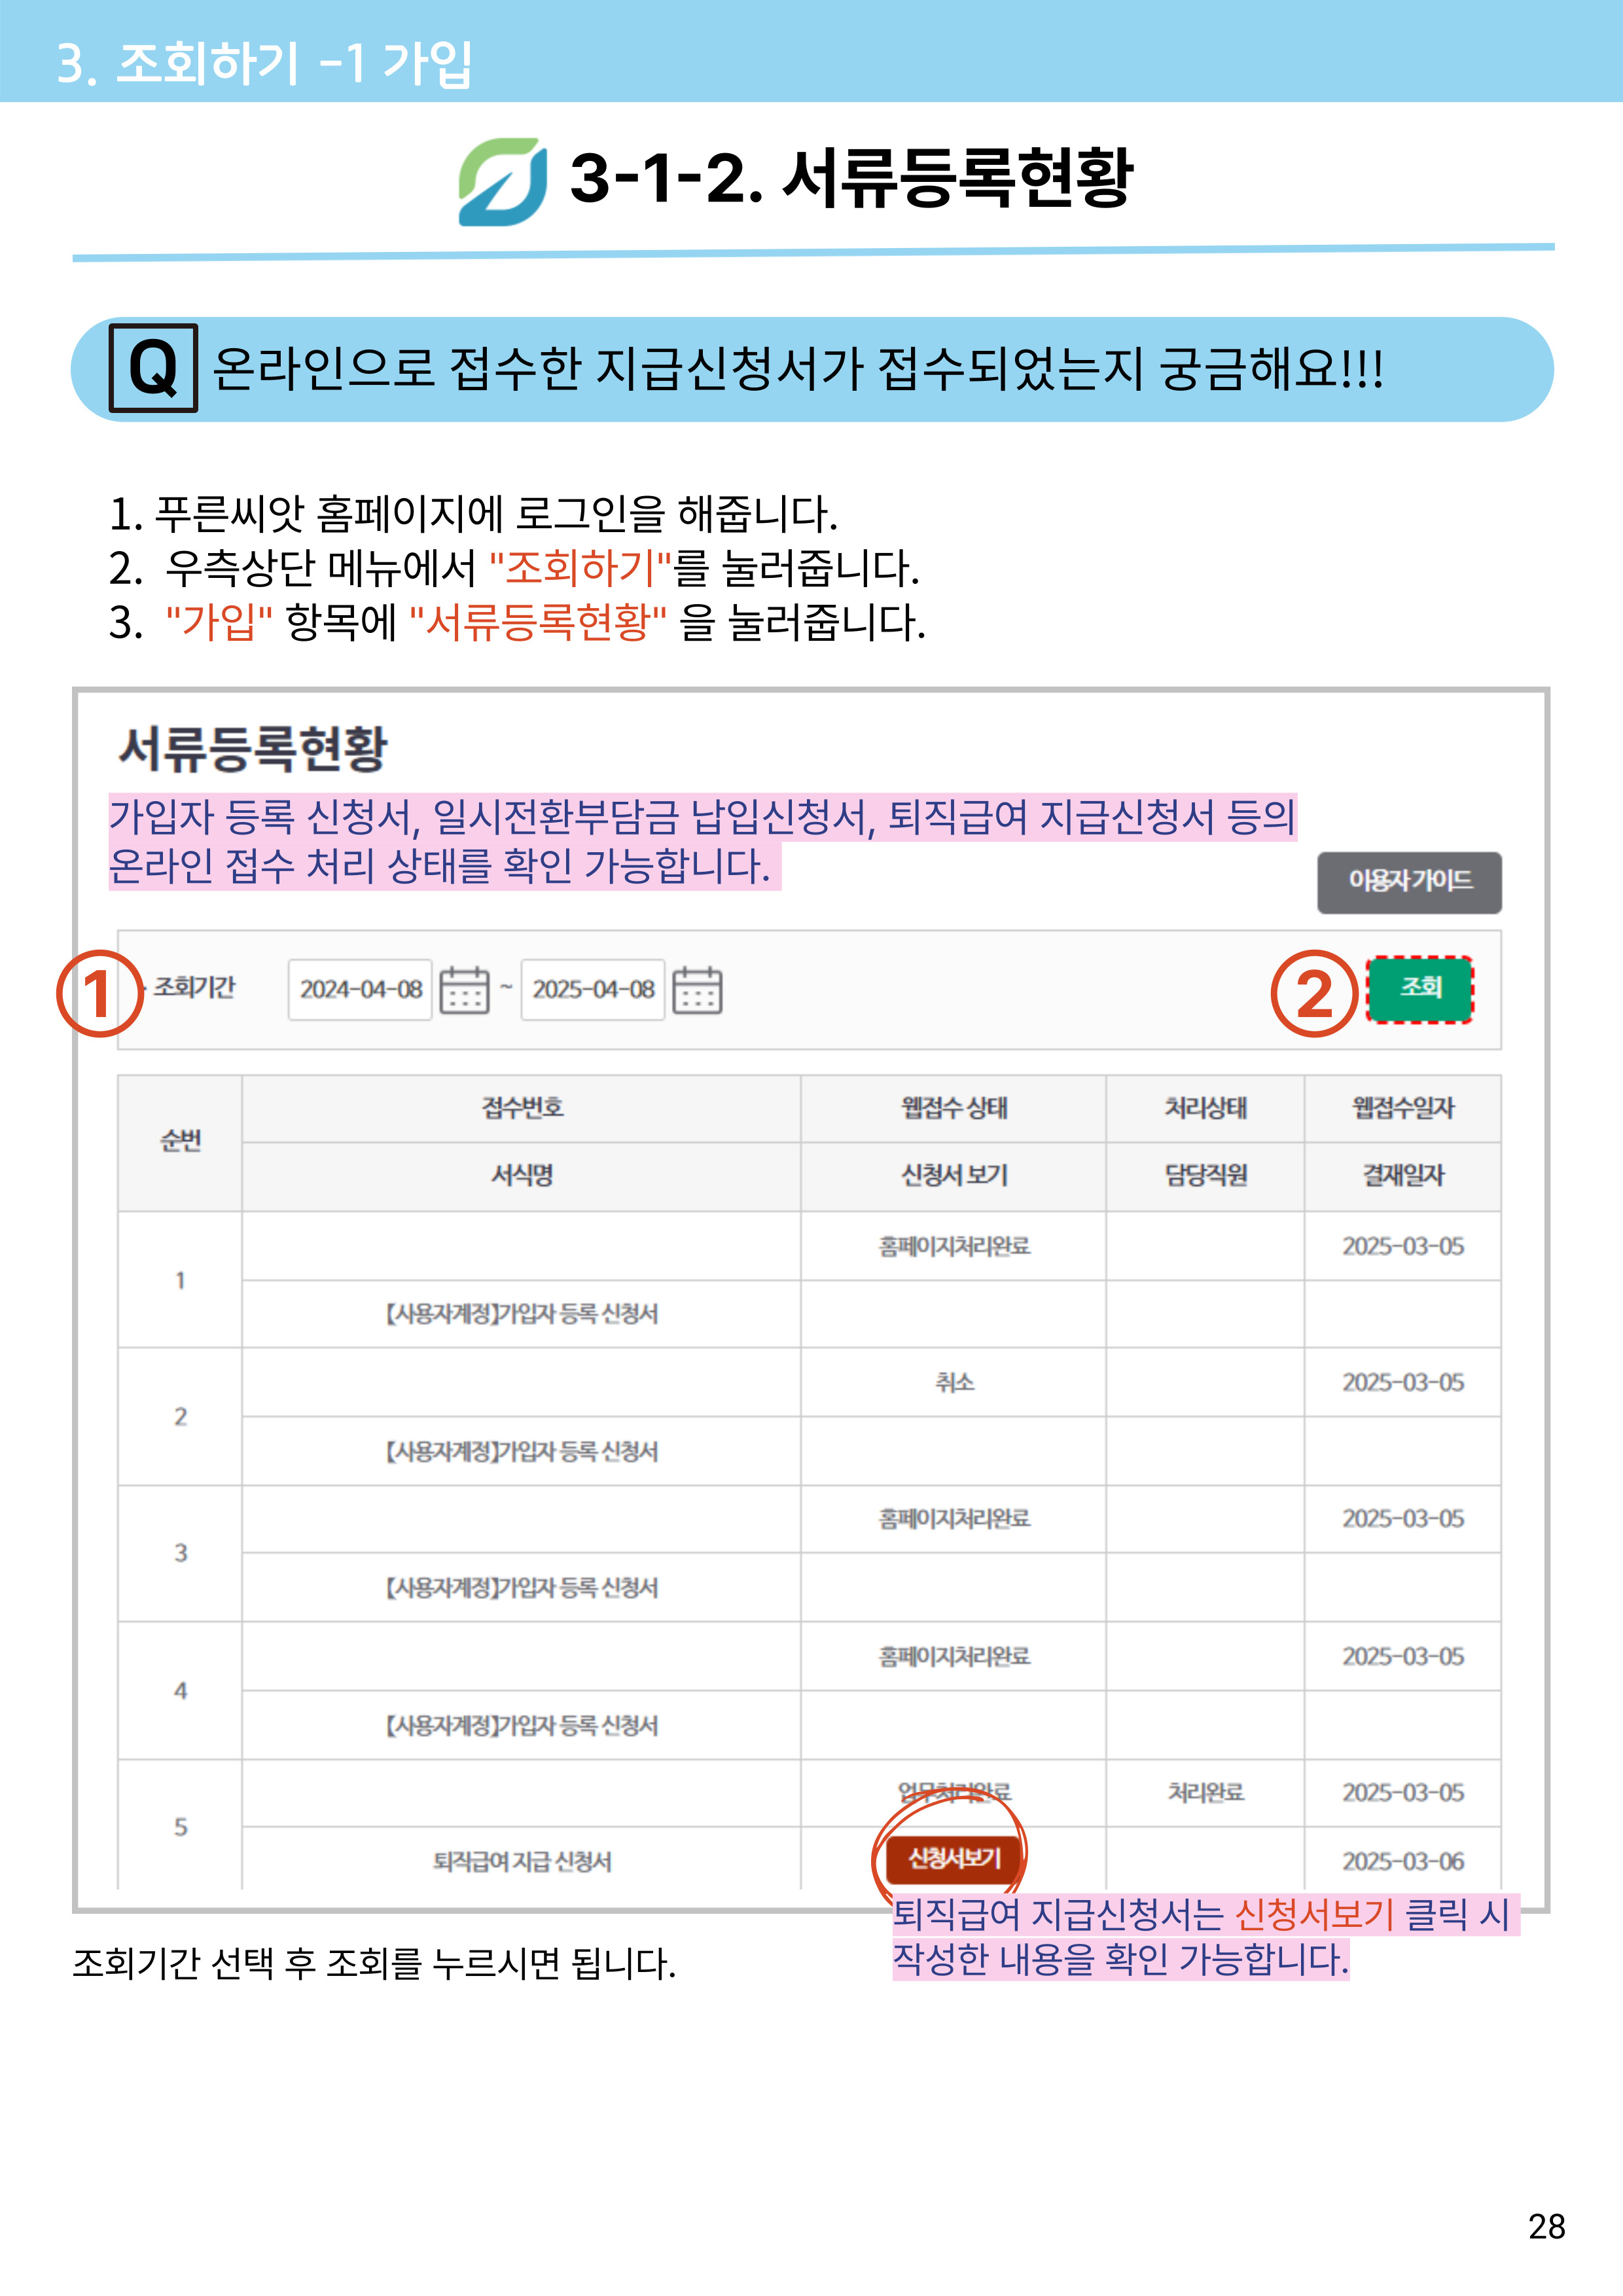 3. 조회하기 -1 가입
3-1-2. 서류등록현황
Q 온라인으로 접수한 지급신청서가 접수되었는지 궁금해요!!!
1. 푸른씨앗 홈페이지에 로그인을 해줍니다.
2. 우측상단 메뉴에서 "조회하기"를 눌러줍니다.
3. "가입" 항목에 "서류등록현황" 을 눌러줍니다.
서류등록현황
가입자 등록 신청서, 일시전환부담금 납입신청서, 퇴직급여 지급신청서 등의
온라인 접수 처리 상태를 확인 가능합니다.
이용자 가이드
1 · 조회기간 2024-04-08 ~ 2025-04-08 2 조회
순번 접수번호 웹접수 상태 처리상태 웹접수일자
서식명 신청서 보기 담당직원 결재일자
1 홈페이지처리완료 2025-03-05
【사용자계정】가입자 등록 신청서
2 취소 2025-03-05
【사용자계정】가입자 등록 신청서
3 홈페이지처리완료 2025-03-05
【사용자계정】가입자 등록 신청서
4 홈페이지처리완료 2025-03-05
【사용자계정】가입자 등록 신청서
5 업무처리완료 처리완료 2025-03-05
퇴직급여 지급 신청서 신청서보기 2025-03-06
퇴직급여 지급신청서는 신청서보기 클릭 시
작성한 내용을 확인 가능합니다.
조회기간 선택 후 조회를 누르시면 됩니다.
28